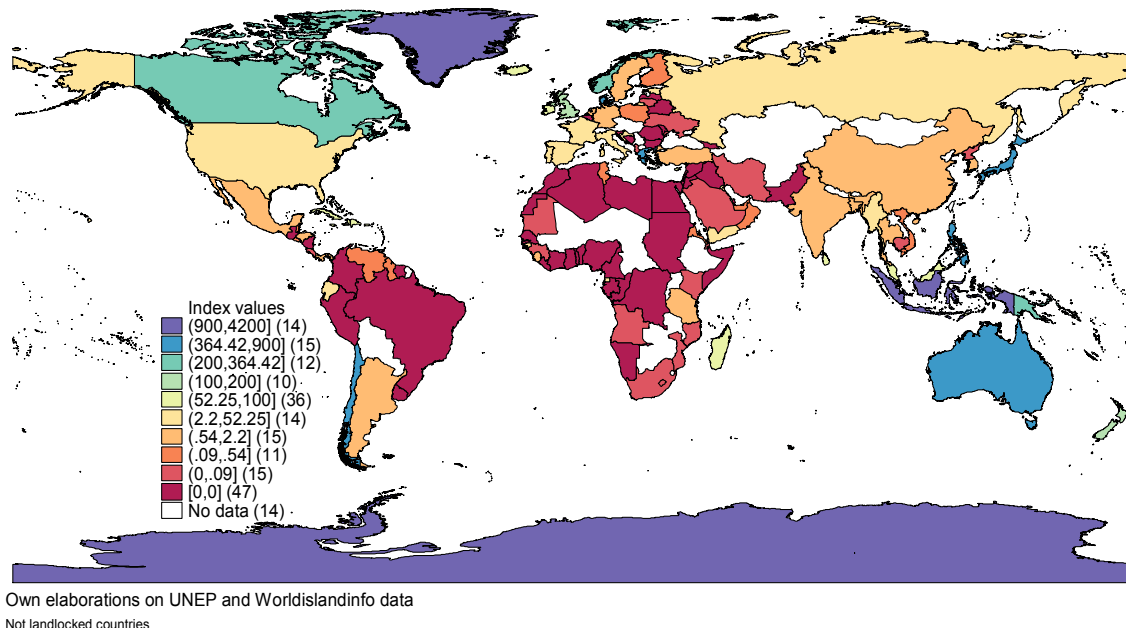 Index values
(900,4200] (14)
(364.42,900] (15)
(200,364.42] (12)
(100,200] (10)
(52.25,100] (36)
(2.2,52.25] (14)
(.54,2.2] (15)
(.09,.54] (11)
(0,.09] (15)
[0,0] (47)
No data (14)
Own elaborations on UNEP and Worldislandinfo data
Not landlocked countries